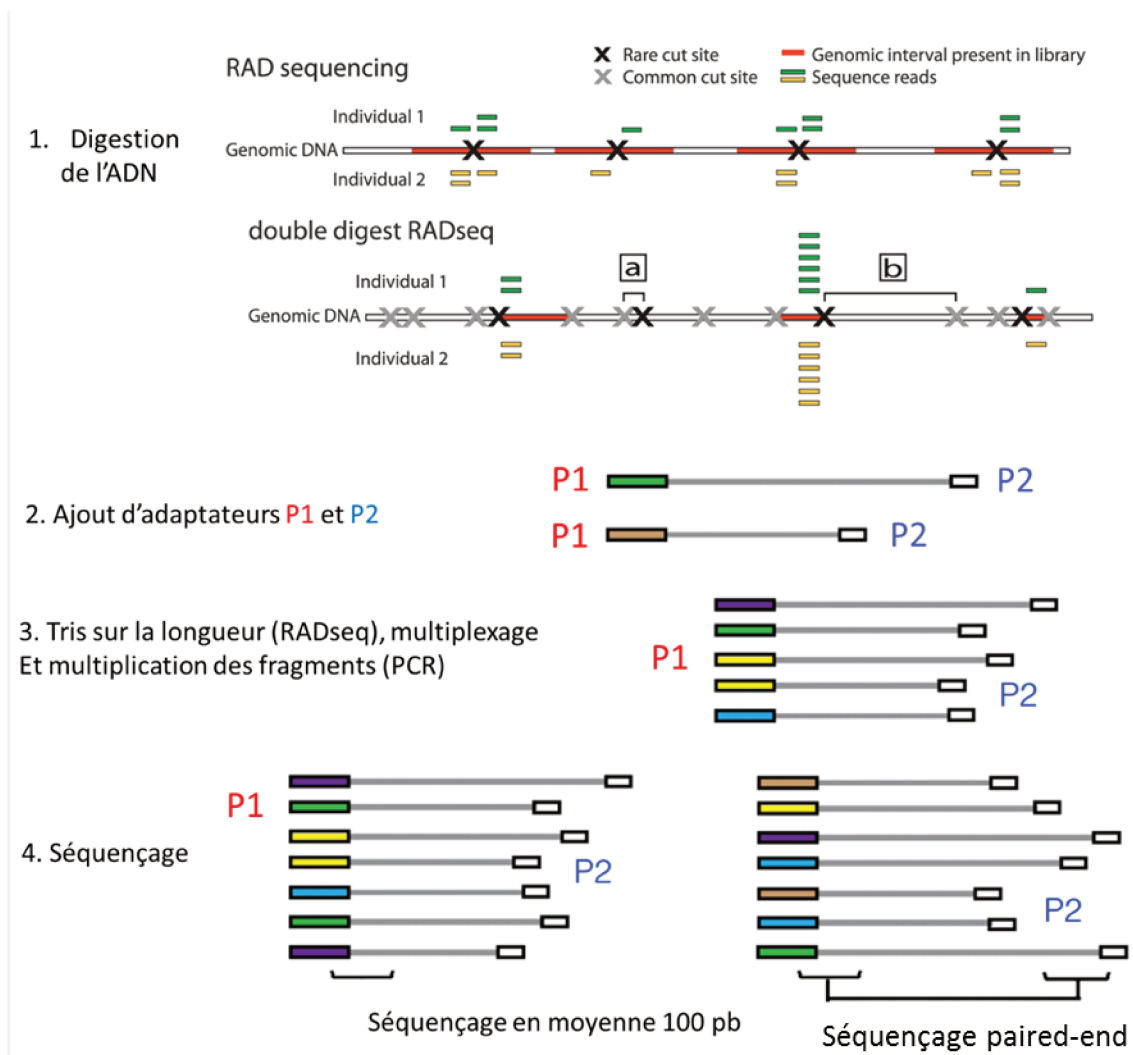 RAD sequencing
Rare cut site
Genomic interval present in library
Common cut site
Sequence reads
1. Digestion
de l'ADN
Individual 1
Genomic DNA
Individual 2
double digest RADseq
a
b
Individual 1
Genomic DNA
Individual 2
P1 P2
2. Ajout d'adaptateurs P1 et P2
P1 P2
3. Tris sur la longueur (RADseq), multiplexage
Et multiplication des fragments (PCR)
P1
P2
P1
4. Séquençage
P2
P2
Séquençage en moyenne 100 pb
Séquençage paired-end